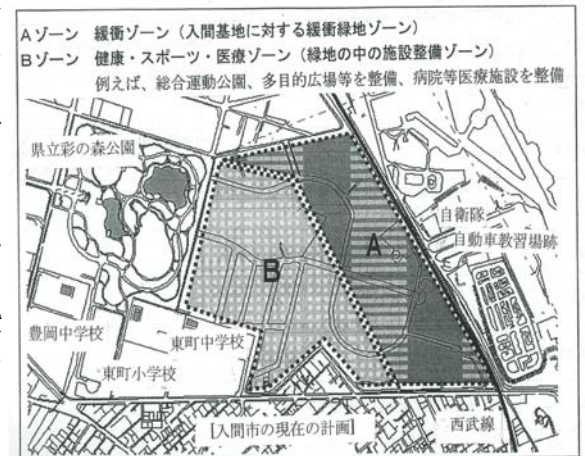 Aゾーン 緩衝ゾーン（入間基地に対する緩衝緑地ゾーン）
Bゾーン 健康・スポーツ・医療ゾーン（緑地の中の施設整備ゾーン）
例えば、総合運動公園、多目的広場等を整備、病院等医療施設を整備
県立彩の森公園
自衛隊
自動車教習場跡
A
B
豊岡中学校
東町中学校
東町小学校
[入間市の現在の計画]
西武線